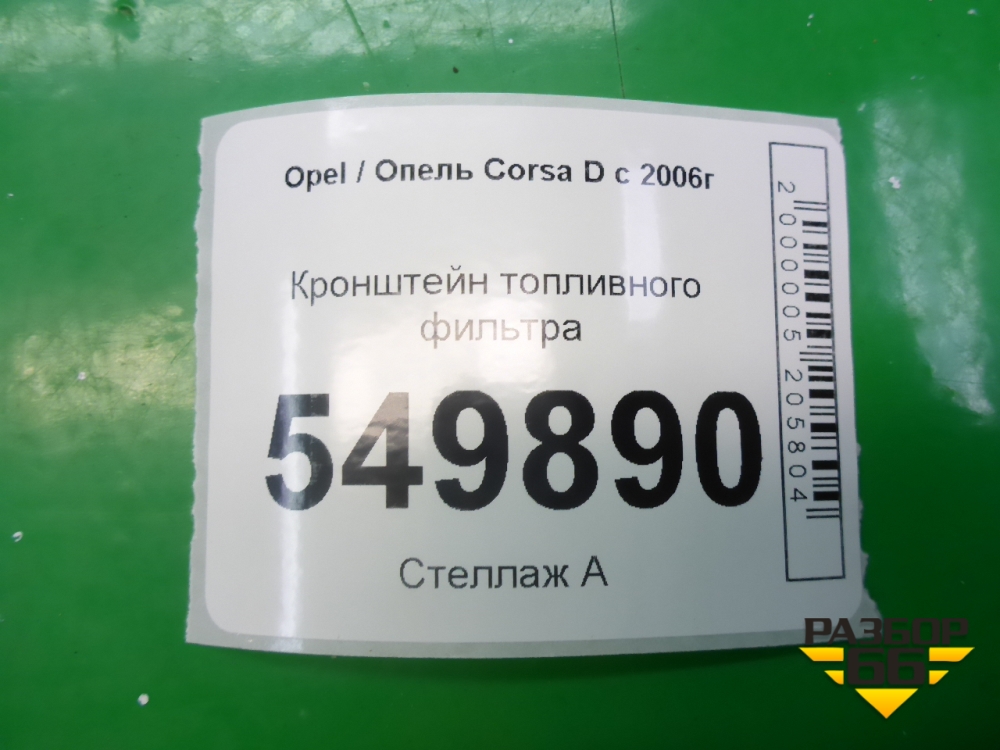 Opel / Опель Corsa D с 2006г
Кронштейн топливного
фильтра
549890
Стеллаж А
2000005205804
РАЗБОР
66